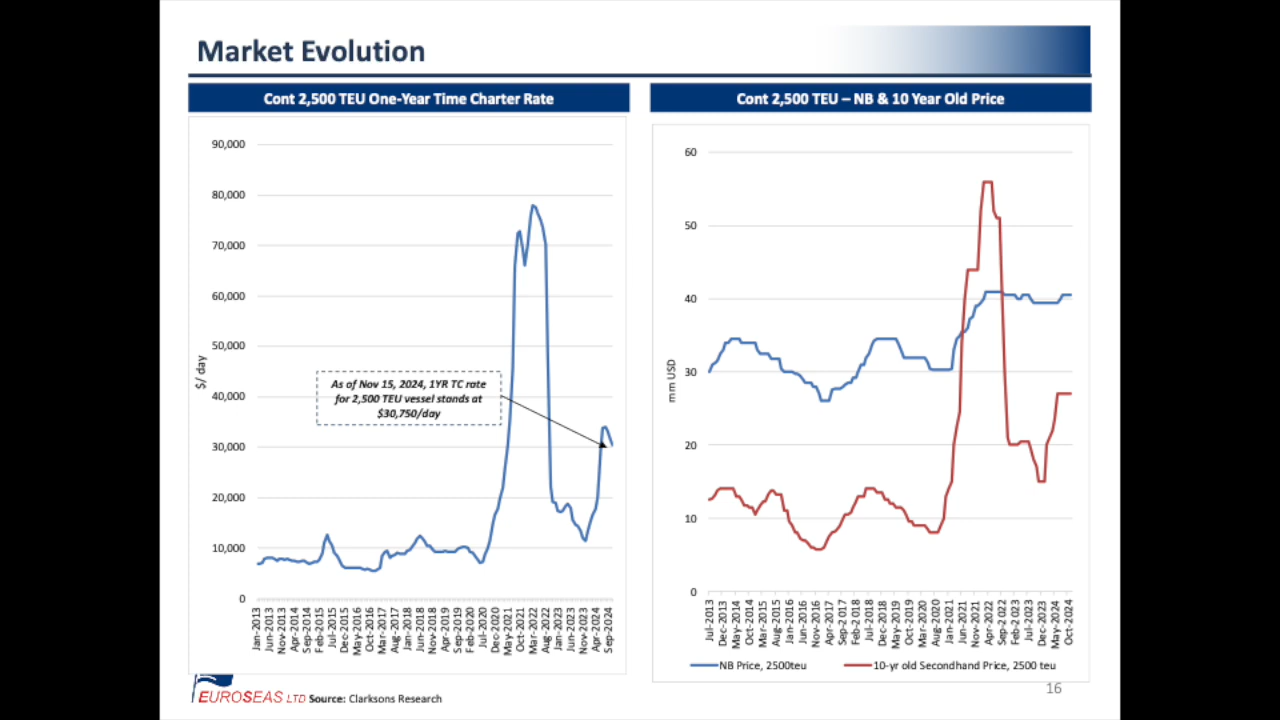 Market Evolution
Cont 2,500 TEU One-Year Time Charter Rate
90,000
80,000
70,000
60,000
50,000
40,000
30,000
20,000
10,000
0
$/ day
As of Nov 15, 2024, 1YR TC rate
for 2,500 TEU vessel stands at
$30,750/day
Jan-2013
Jun-2013
Nov-2013
Apr-2014
Sep-2014
Feb-2015
Jul-2015
Dec-2015
May-2016
Oct-2016
Mar-2017
Aug-2017
Jan-2018
Jun-2018
Nov-2018
Apr-2019
Sep-2019
Feb-2020
Jul-2020
Dec-2020
May-2021
Oct-2021
Mar-2022
Aug-2022
Jan-2023
Jun-2023
Nov-2023
Apr-2024
Sep-2024
Cont 2,500 TEU – NB & 10 Year Old Price
60
50
40
30
20
10
0
mm USD
Jul-2013
Dec-2013
May-2014
Oct-2014
Mar-2015
Aug-2015
Jan-2016
Jun-2016
Nov-2016
Apr-2017
Sep-2017
Feb-2018
Jul-2018
Dec-2018
May-2019
Oct-2019
Mar-2020
Aug-2020
Jan-2021
Jun-2021
Nov-2021
Apr-2022
Sep-2022
Feb-2023
Jul-2023
Dec-2023
May-2024
Oct-2024
NB Price, 2500teu
10-yr old Secondhand Price, 2500 teu
EUROSEAS LTD Source: Clarksons Research
16